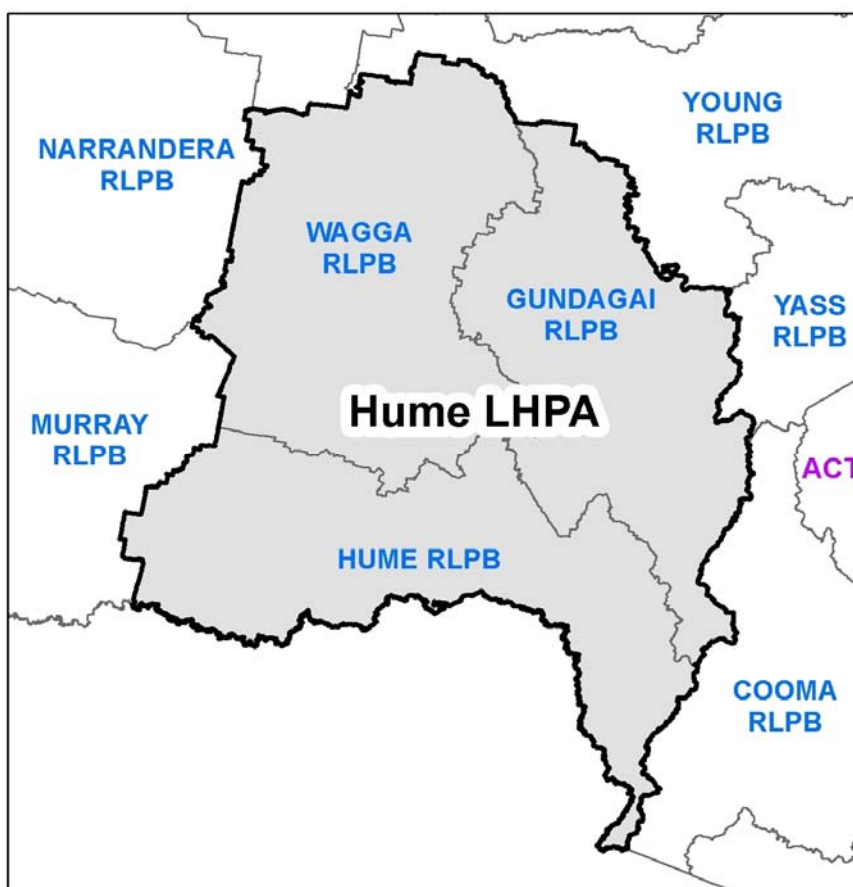 YOUNG
RLPB
NARRANDERA
RLPB
WAGGA
RLPB
GUNDAGAI
RLPB
YASS
RLPB
Hume LHPA
MURRAY
RLPB
ACT
HUME RLPB
COOMA
RLPB